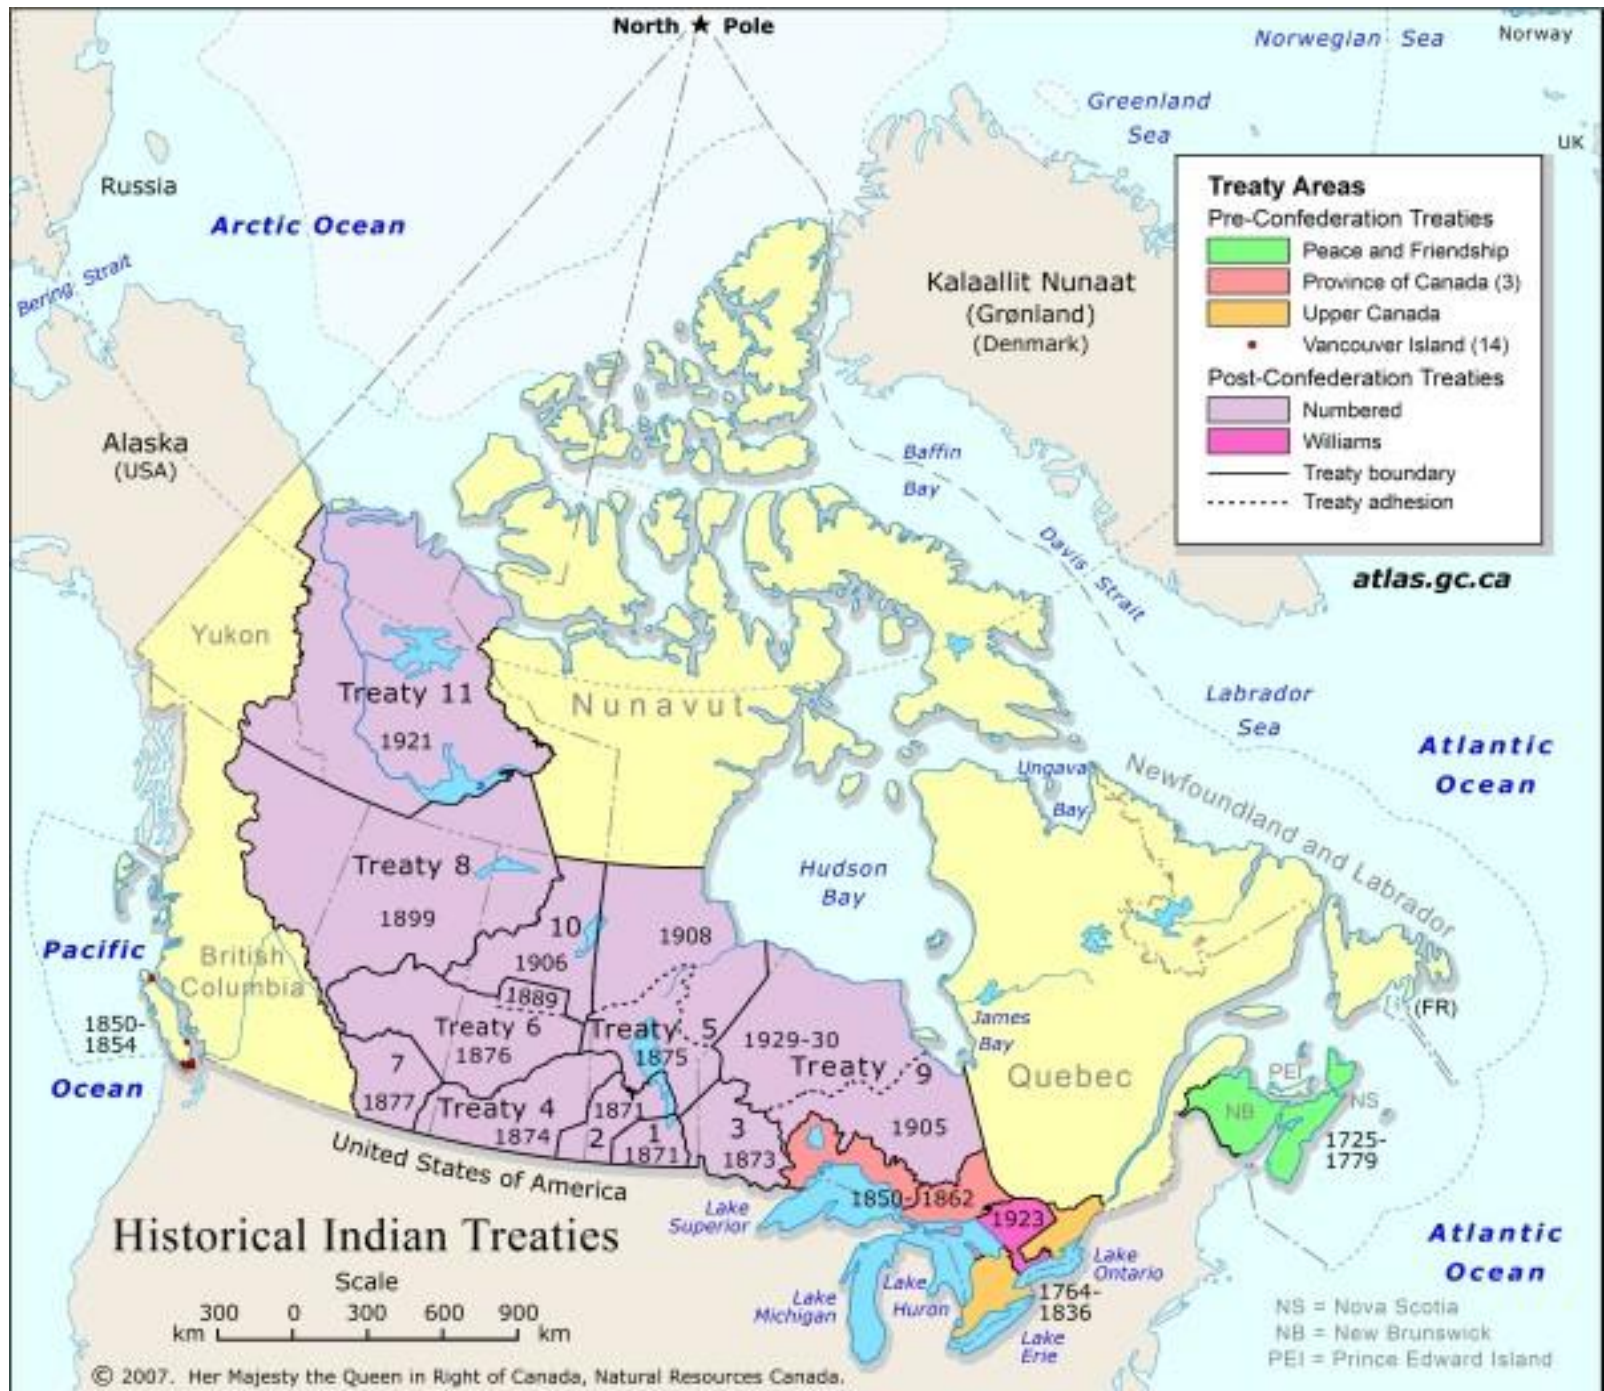 North ★ Pole
Norwegian Sea
Norway
Greenland
Sea
UK
Russia
Arctic Ocean
Bering Strait
Treaty Areas
Pre-Confederation Treaties
Peace and Friendship
Province of Canada (3)
Upper Canada
Vancouver Island (14)
Post-Confederation Treaties
Numbered
Williams
Treaty boundary
Treaty adhesion
atlas.gc.ca
Kalaallit Nunaat
(Grønland)
(Denmark)
Alaska
(USA)
Baffin
Bay
Davis Strait
Yukon
Treaty 11
1921
Nunavut
Labrador
Sea
Atlantic
Ocean
Ungava
Bay
Newfoundland and Labrador
Hudson
Bay
Treaty 8
1899
10
1906
1908
Pacific
Ocean
British
Columbia
1889
Treaty 6
1876
Treaty 5
1875
1929-30
Treaty 9
1905
James
Bay
Quebec
(FR)
1850-
1854
7
1877
Treaty 4
1874
1871
2
1
1871
3
1873
PEI
NB
NS
1725-
1779
United States of America
1850-1862
1923
Lake
Superior
Lake
Michigan
Lake
Huron
Lake
Ontario
1764-
1836
Lake
Erie
Atlantic
Ocean
Historical Indian Treaties
Scale
300 0 300 600 900
km km
NS = Nova Scotia
NB = New Brunswick
PEI = Prince Edward Island
© 2007. Her Majesty the Queen in Right of Canada, Natural Resources Canada.